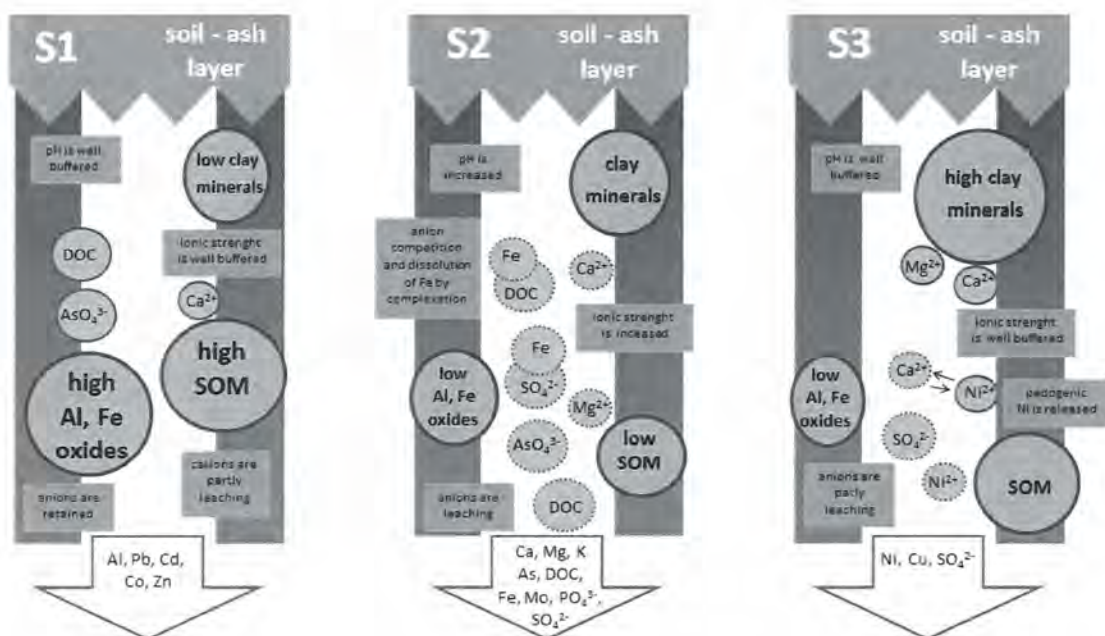 S1
soil - ash
layer
pH is well
buffered
low clay
minerals
DOC
ionic strenght
is well buffered
AsO₄³⁻
Ca²⁺
high
Al, Fe
oxides
high
SOM
cations are
partly
leaching
anions are
retained
Al, Pb, Cd,
Co, Zn
S2
soil - ash
layer
pH is
increased
clay
minerals
anion
competition
and dissolution
of Fe by
complexation
Fe
DOC
Ca²⁺
ionic strenght
is inceased
Fe
SO₄²⁻
low
Al, Fe
oxides
Mg²⁺
AsO₄³⁻
low
SOM
anions are
leaching
DOC
Ca, Mg, K
As, DOC,
Fe, Mo, PO₄³⁻,
SO₄²⁻
S3
soil - ash
layer
pH is well
buffered
high clay
minerals
Mg²⁺
Ca²⁺
ionic strenght
is well buffered
low
Al, Fe
oxides
Ca²⁺
Ni²⁺
pedogenic
Ni is released
SO₄²⁻
anions are
partly
leaching
Ni²⁺
SOM
Ni, Cu, SO₄²⁻